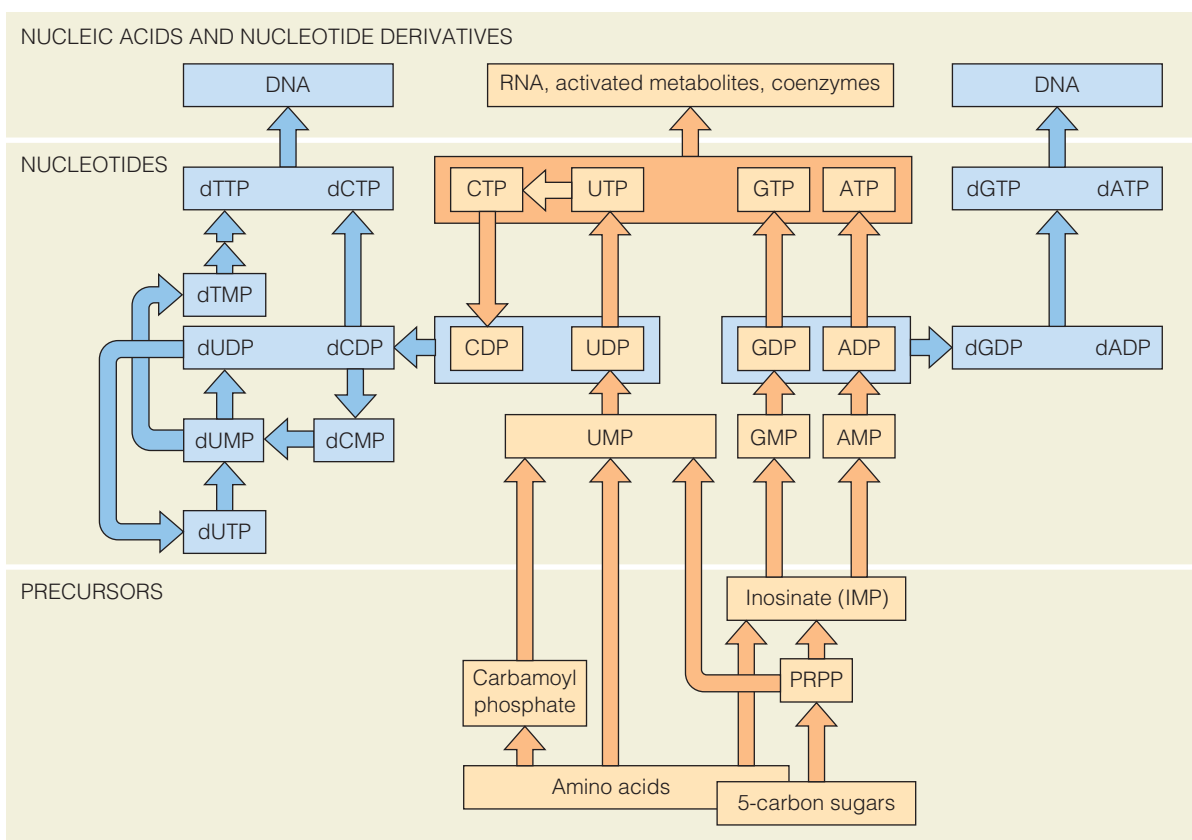 NUCLEIC ACIDS AND NUCLEOTIDE DERIVATIVES
DNA
RNA, activated metabolites, coenzymes
DNA
NUCLEOTIDES
dTTP dCTP
CTP
UTP
GTP
ATP
dGTP dATP
dTMP
dUDP dCDP
CDP
UDP
GDP
ADP
dGDP dADP
dUMP
dCMP
UMP
GMP
AMP
dUTP
PRECURSORS
Inosinate (IMP)
Carbamoyl
phosphate
PRPP
Amino acids
5-carbon sugars